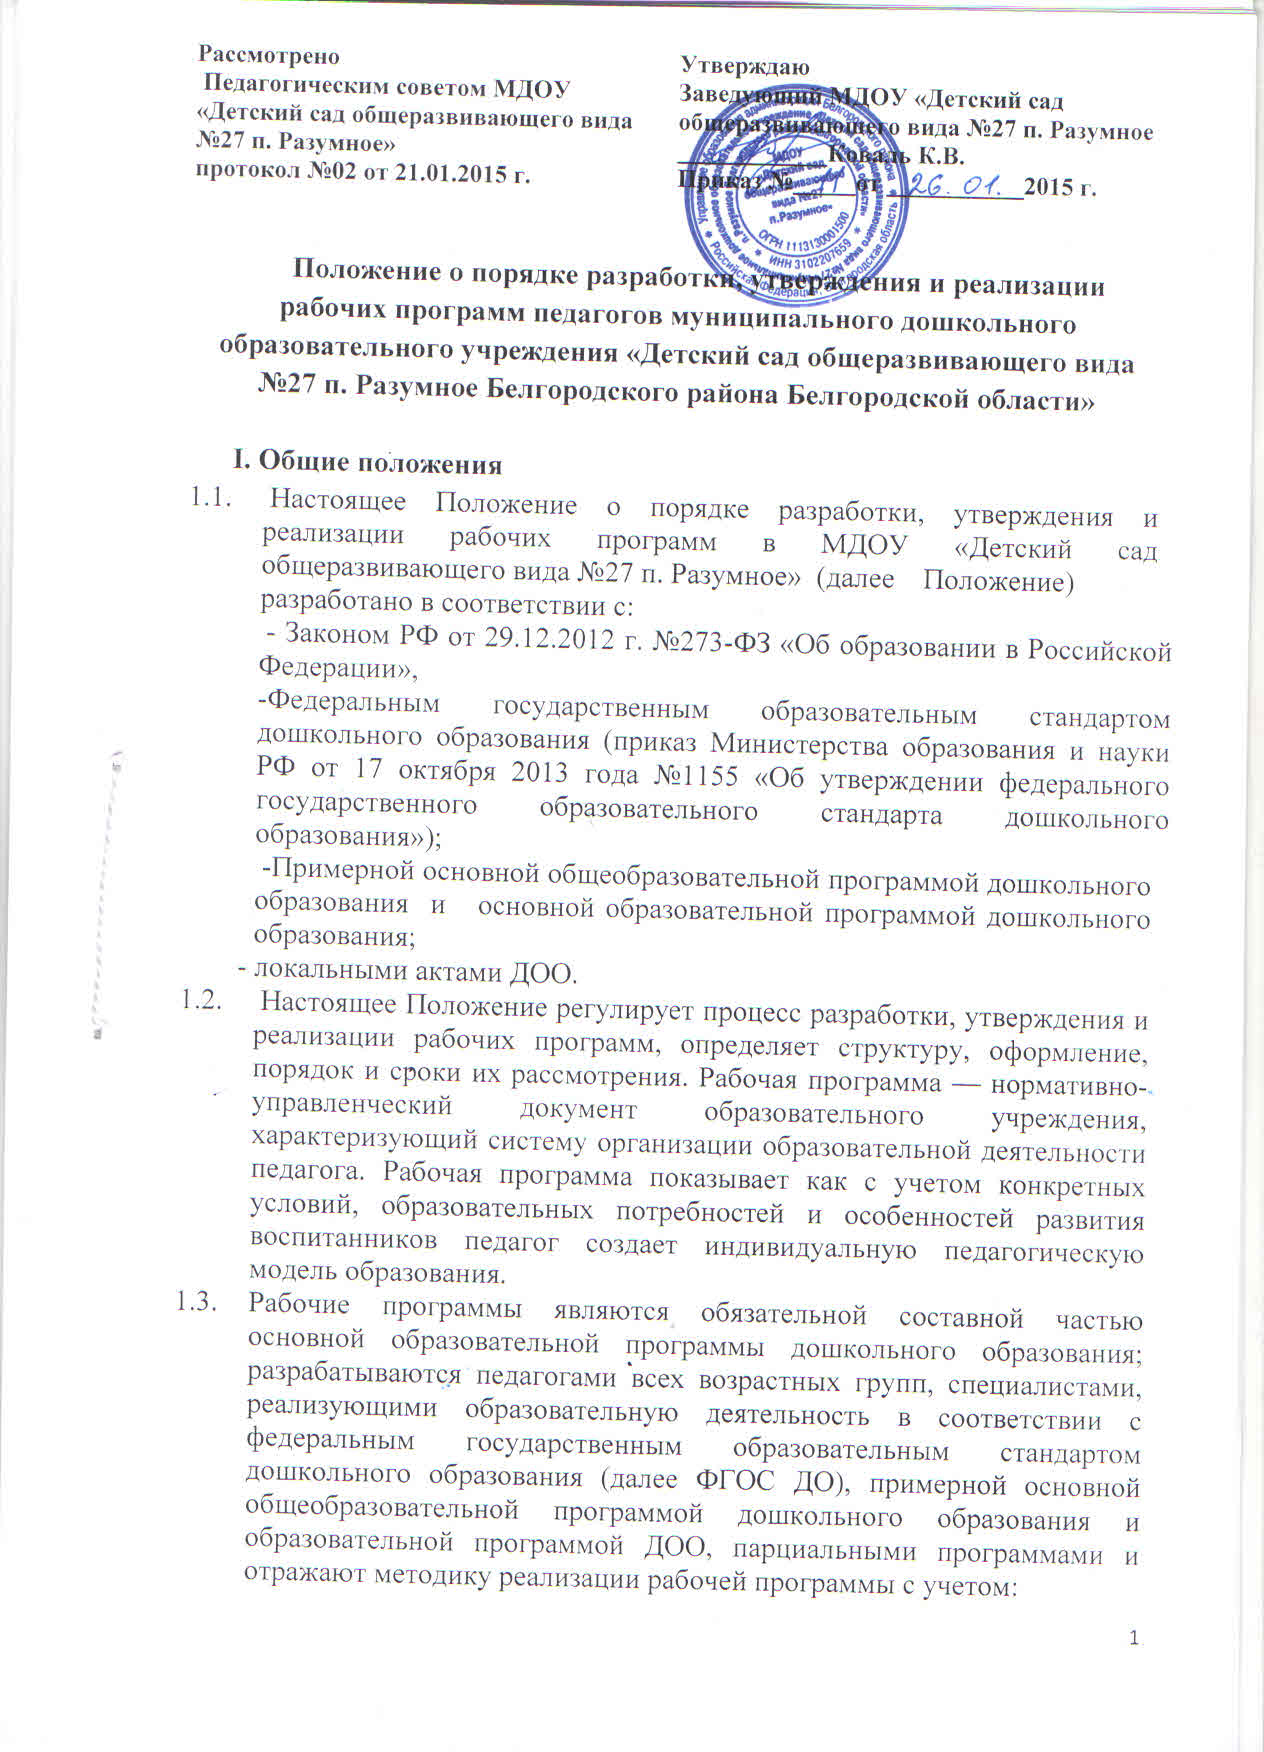 Рассмотрено
Педагогическим советом МДОУ
«Детский сад общеразвивающего вида
№27 п. Разумное»
протокол №02 от 21.01.2015 г.
Утверждаю
Заведующий МДОУ «Детский сад
общеразвивающего вида №27 п. Разумное
Коваль К.В.
Приказ № от 26.01. 2015 г.
МДОУ
«Детский сад
общеразвивающего
вида №27
п.Разумное»
ОГРН 1113130001500
ИНН 3102207659
Положение о порядке разработки, утверждения и реализации
рабочих программ педагогов муниципального дошкольного
образовательного учреждения «Детский сад общеразвивающего вида
№27 п. Разумное Белгородского района Белгородской области»
I. Общие положения
1.1. Настоящее Положение о порядке разработки, утверждения и
реализации рабочих программ в МДОУ «Детский сад
общеразвивающего вида №27 п. Разумное» (далее Положение)
разработано в соответствии с:
- Законом РФ от 29.12.2012 г. №273-ФЗ «Об образовании в Российской
Федерации»,
-Федеральным государственным образовательным стандартом
дошкольного образования (приказ Министерства образования и науки
РФ от 17 октября 2013 года №1155 «Об утверждении федерального
государственного образовательного стандарта дошкольного
образования»);
-Примерной основной общеобразовательной программой дошкольного
образования и основной образовательной программой дошкольного
образования;
- локальными актами ДОО.
1.2. Настоящее Положение регулирует процесс разработки, утверждения и
реализации рабочих программ, определяет структуру, оформление,
порядок и сроки их рассмотрения. Рабочая программа — нормативно-
управленческий документ образовательного учреждения,
характеризующий систему организации образовательной деятельности
педагога. Рабочая программа показывает как с учетом конкретных
условий, образовательных потребностей и особенностей развития
воспитанников педагог создает индивидуальную педагогическую
модель образования.
1.3. Рабочие программы являются обязательной составной частью
основной образовательной программы дошкольного образования;
разрабатываются педагогами всех возрастных групп, специалистами,
реализующими образовательную деятельность в соответствии с
федеральным государственным образовательным стандартом
дошкольного образования (далее ФГОС ДО), примерной основной
общеобразовательной программой дошкольного образования и
образовательной программой ДОО, парциальными программами и
отражают методику реализации рабочей программы с учетом:
1